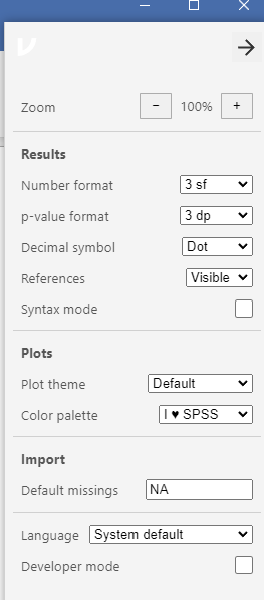 Zoom − 100% +
Results
Number format 3 sf
p-value format 3 dp
Decimal symbol Dot
References Visible
Syntax mode
Plots
Plot theme Default
Color palette I ♥ SPSS
Import
Default missings NA
Language System default
Developer mode